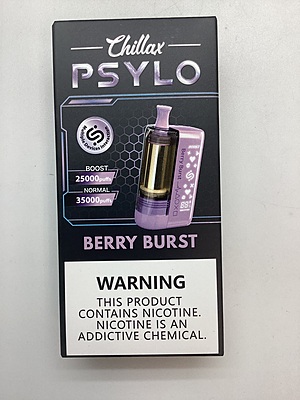 Chillax
PSYLO
BOOST
25000puffs
NORMAL
35000puffs
BERRY BURST
WARNING
THIS PRODUCT
CONTAINS NICOTINE.
NICOTINE IS AN
ADDICTIVE CHEMICAL.